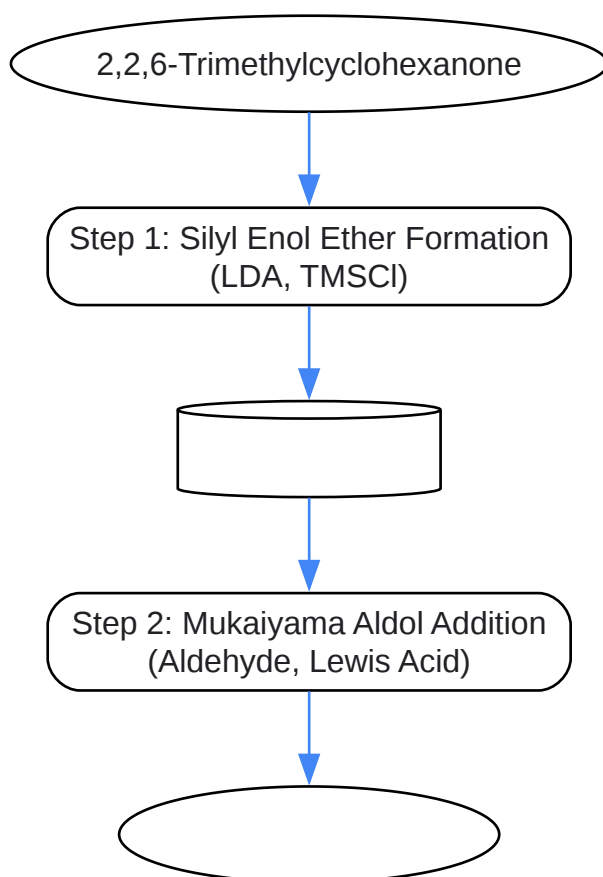 2,2,6-Trimethylcyclohexanone
Step 1: Silyl Enol Ether Formation
(LDA, TMSCl)
Step 2: Mukaiyama Aldol Addition
(Aldehyde, Lewis Acid)